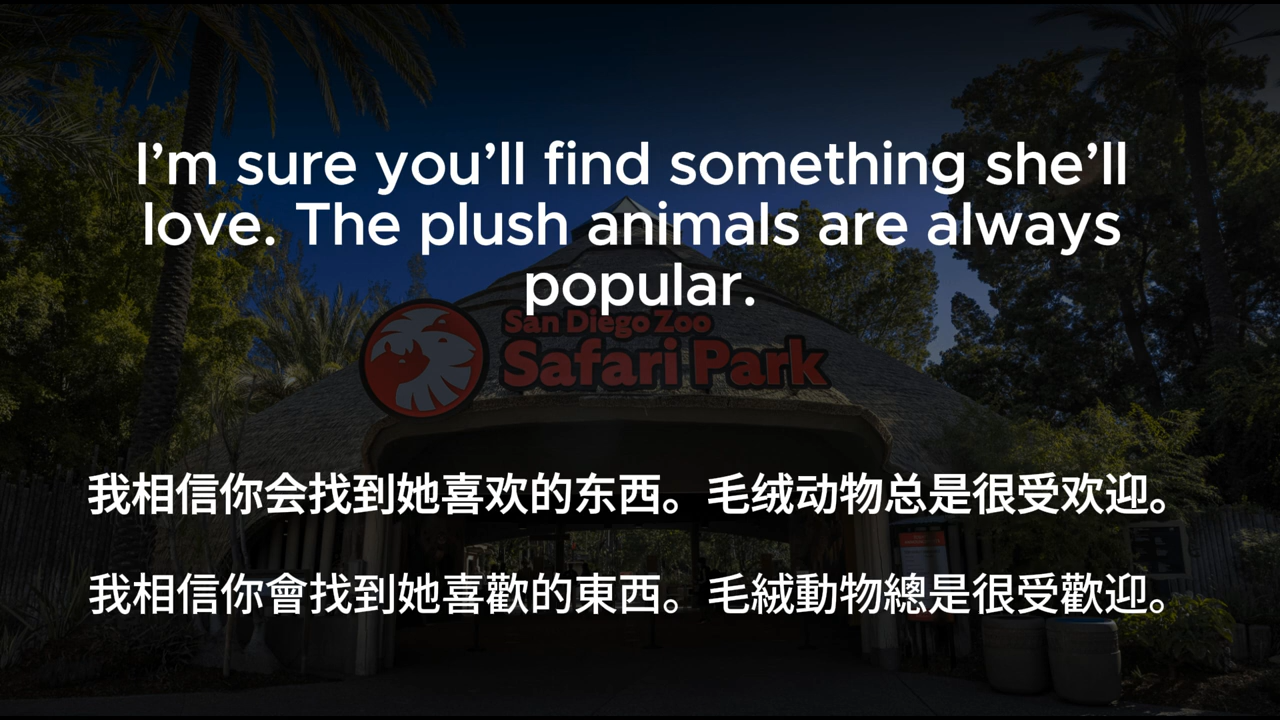 I'm sure you'll find something she'll
love. The plush animals are always
popular.
San Diego Zoo
Safari Park
我相信你会找到她喜欢的东西。毛绒动物总是很受欢迎。
我相信你會找到她喜歡的東西。毛絨動物總是很受歡迎。